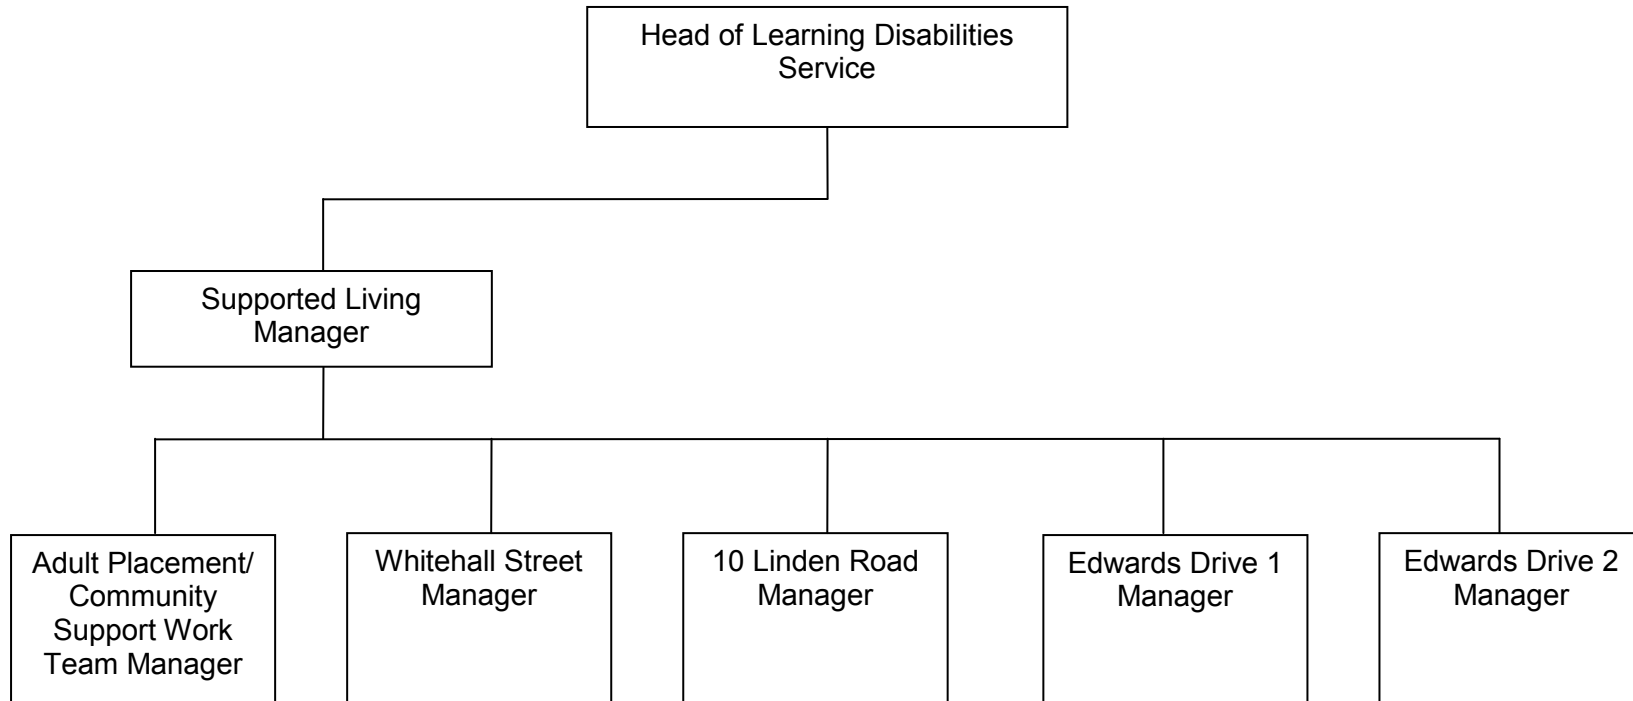 Head of Learning Disabilities
Service
Supported Living
Manager
Adult Placement/
Community
Support Work
Team Manager
Whitehall Street
Manager
10 Linden Road
Manager
Edwards Drive 1
Manager
Edwards Drive 2
Manager